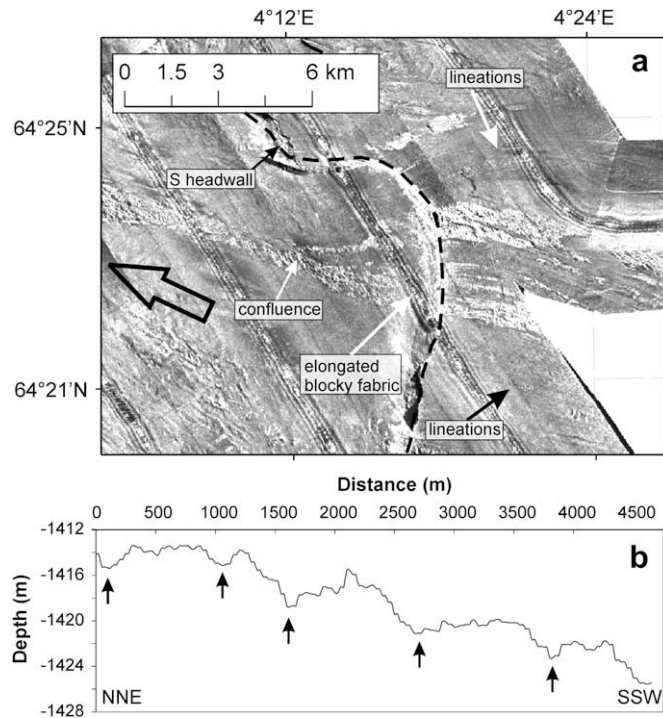 4°12'E 4°24'E
a
0 1.5 3 6 km
lineations
64°25'N
S headwall
confluence
elongated
blocky fabric
64°21'N
lineations
Distance (m)
0 500 1000 1500 2000 2500 3000 3500 4000 4500
-1412
b
-1416
Depth (m)
-1420
-1424
NNE SSW
-1428